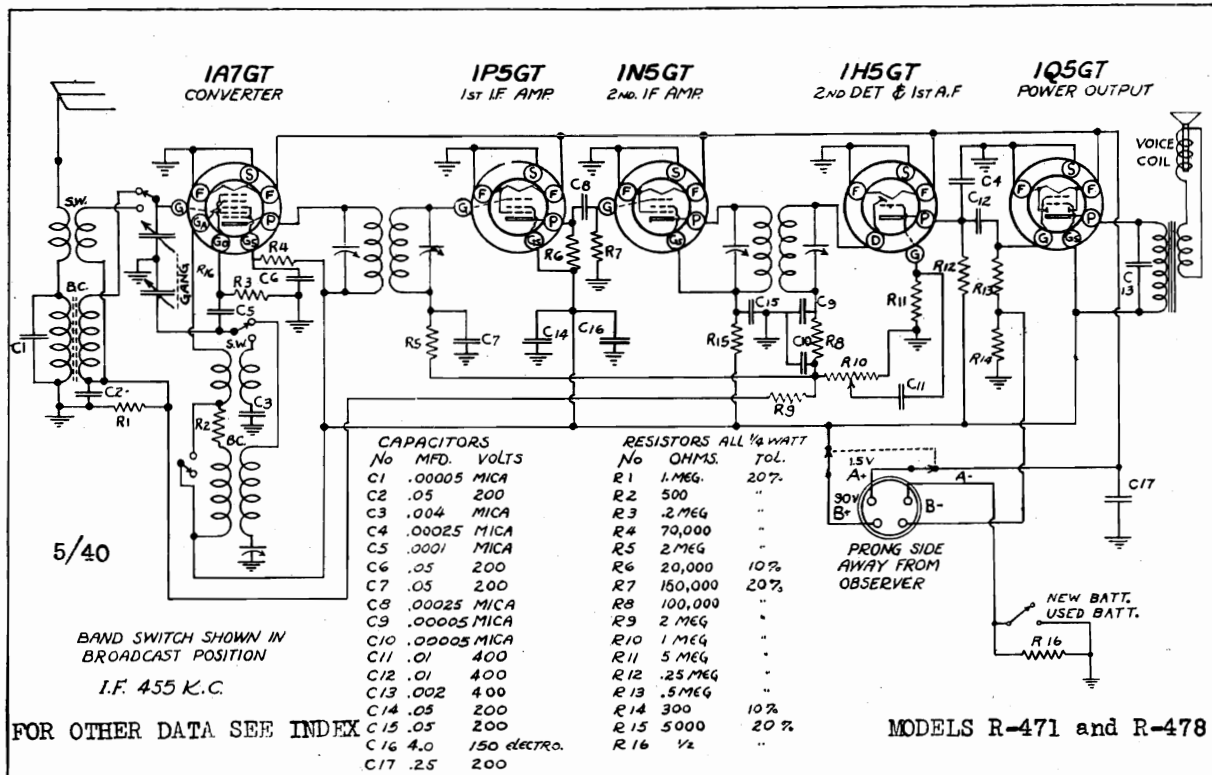 1A7GT
CONVERTER
1P5GT
1ST I.F. AMP.
1N5GT
2ND. IF AMP.
1H5GT
2ND DET & 1ST A.F
1Q5GT
POWER OUTPUT
VOICE
COIL
S.W.
B.C.
C1
C2
R1
GANG
G
F
S
F
P
GA
GO
GS
R16
R4
R3
C6
C5
S.W.
C3
R2
B.C.
G
F
S
F
P
GS
C8
R6
R7
R5
C7
C14
C16
F
S
F
G
P
GS
C15
C9
R15
C10
R8
R10
R9
C11
F
S
F
P
D
G
R11
R12
C4
C12
R13
R14
F
S
F
P
G
GS
C
13
1.5V
A+
A-
90V
B+
B-
C17
PRONG SIDE
AWAY FROM
OBSERVER
NEW BATT.
USED BATT.
R 16
5/40
BAND SWITCH SHOWN IN
BROADCAST POSITION
I.F. 455 K.C.
CAPACITORS
No MFD. VOLTS
C1 .00005 MICA
C2 .05 200
C3 .004 MICA
C4 .00025 MICA
C5 .0001 MICA
C6 .05 200
C7 .05 200
C8 .00025 MICA
C9 .00005 MICA
C10 .00005 MICA
C11 .01 400
C12 .01 400
C13 .002 400
C14 .05 200
C15 .05 200
C16 4.0 150 ELECTRO.
C17 .25 200
RESISTORS ALL 1/4 WATT
No OHMS. TOL.
R1 1. MEG. 20%
R2 500 "
R3 .2 MEG "
R4 70,000 "
R5 2 MEG "
R6 20,000 10%
R7 150,000 20%
R8 100,000 "
R9 2 MEG "
R10 1 MEG "
R11 5 MEG "
R12 .25 MEG "
R13 .5 MEG "
R14 300 10%
R15 5000 20%
R16 1/2 "
FOR OTHER DATA SEE INDEX
MODELS R-471 and R-478